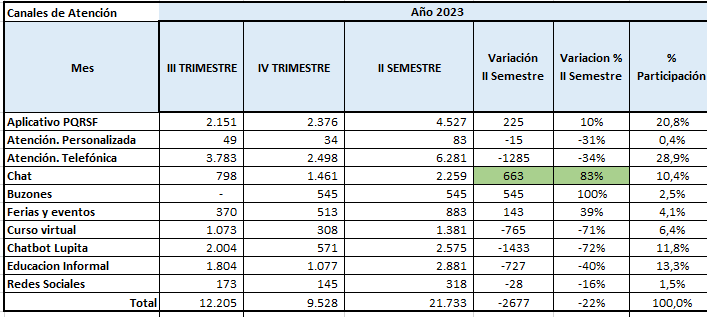 Canales de Atención Año 2023
Mes III TRIMESTRE IV TRIMESTRE II SEMESTRE Variación II Semestre Variacion % II Semestre % Participación
Aplicativo PQRSF 2.151 2.376 4.527 225 10% 20,8%
Atención. Personalizada 49 34 83 -15 -31% 0,4%
Atención. Telefónica 3.783 2.498 6.281 -1285 -34% 28,9%
Chat 798 1.461 2.259 663 83% 10,4%
Buzones - 545 545 545 100% 2,5%
Ferias y eventos 370 513 883 143 39% 4,1%
Curso virtual 1.073 308 1.381 -765 -71% 6,4%
Chatbot Lupita 2.004 571 2.575 -1433 -72% 11,8%
Educacion Informal 1.804 1.077 2.881 -727 -40% 13,3%
Redes Sociales 173 145 318 -28 -16% 1,5%
Total 12.205 9.528 21.733 -2677 -22% 100,0%